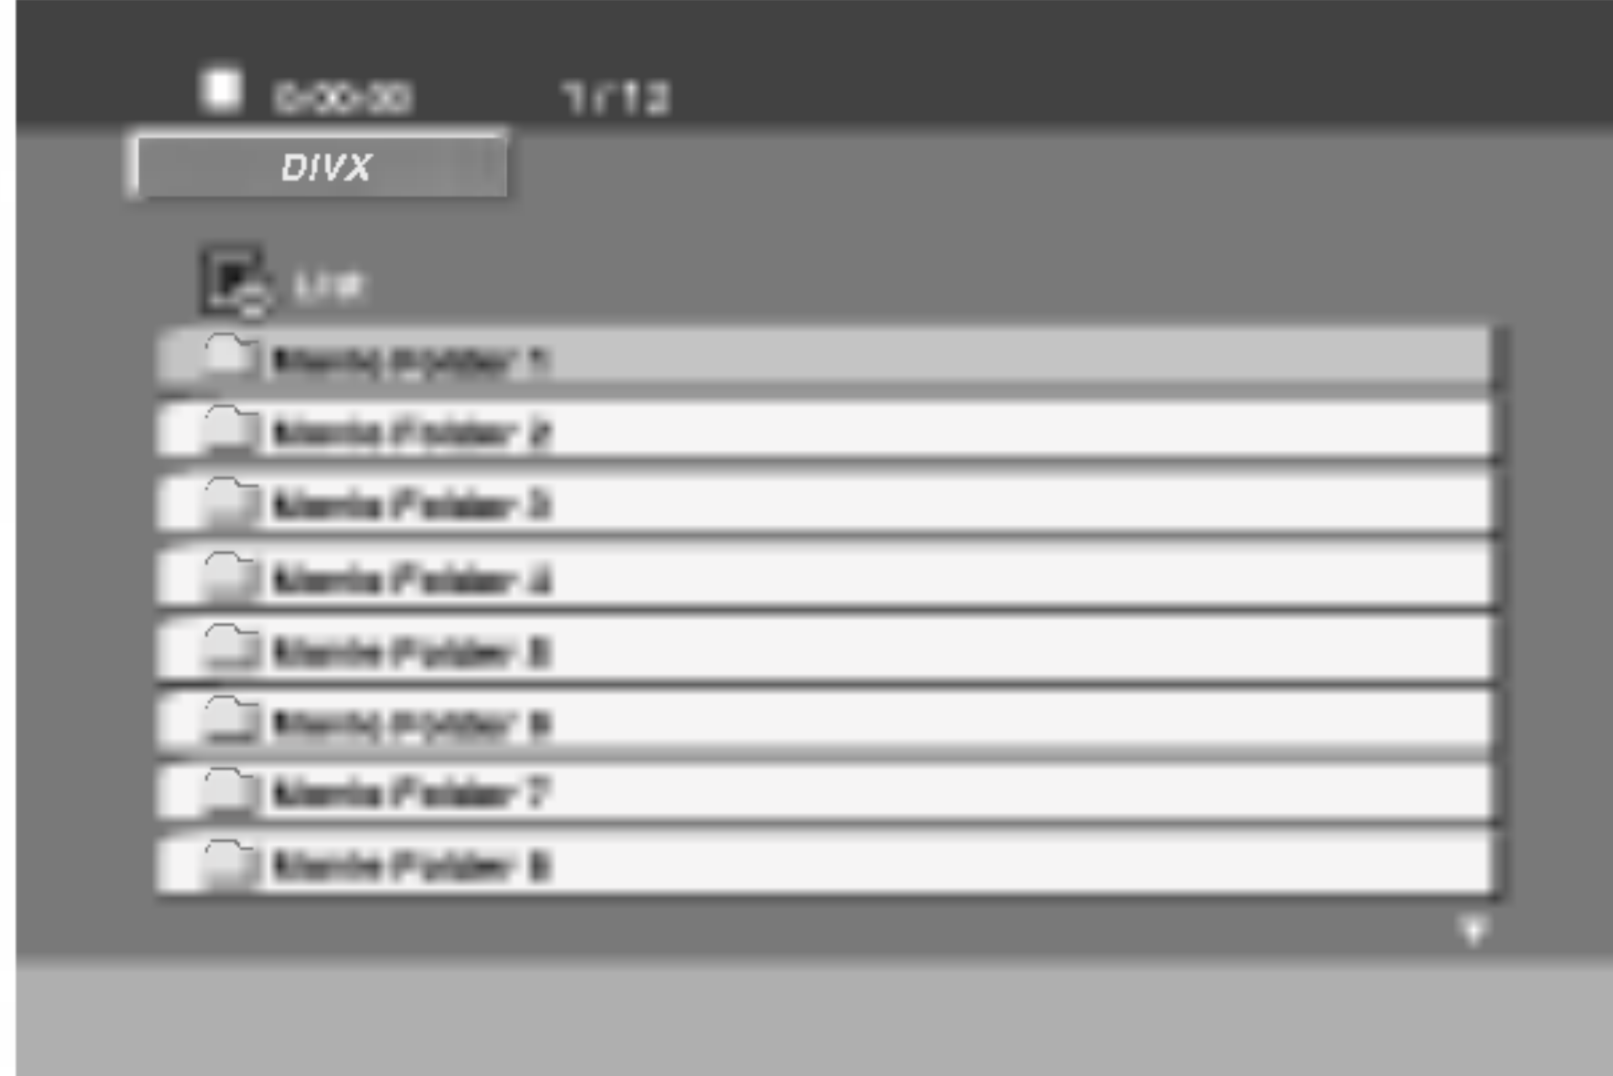 0:00:00 1 / 12
DIVX
List
Movie Folder 1
Movie Folder 2
Movie Folder 3
Movie Folder 4
Movie Folder 5
Movie Folder 6
Movie Folder 7
Movie Folder 8